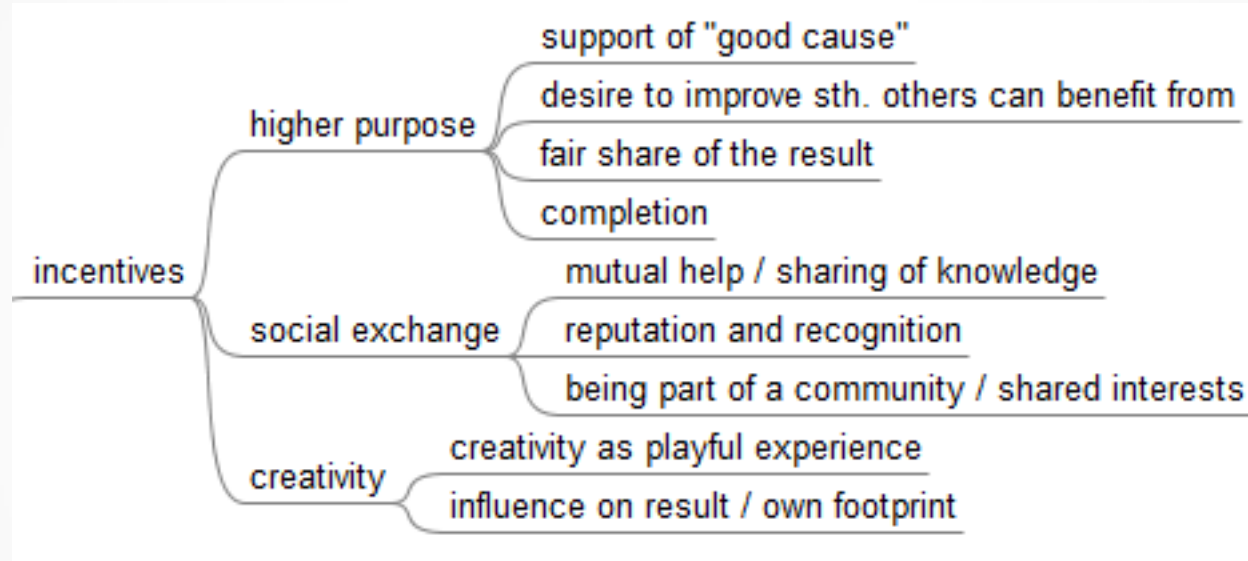 support of "good cause"
desire to improve sth. others can benefit from
higher purpose
fair share of the result
completion
incentives
mutual help / sharing of knowledge
social exchange
reputation and recognition
being part of a community / shared interests
creativity as playful experience
creativity
influence on result / own footprint